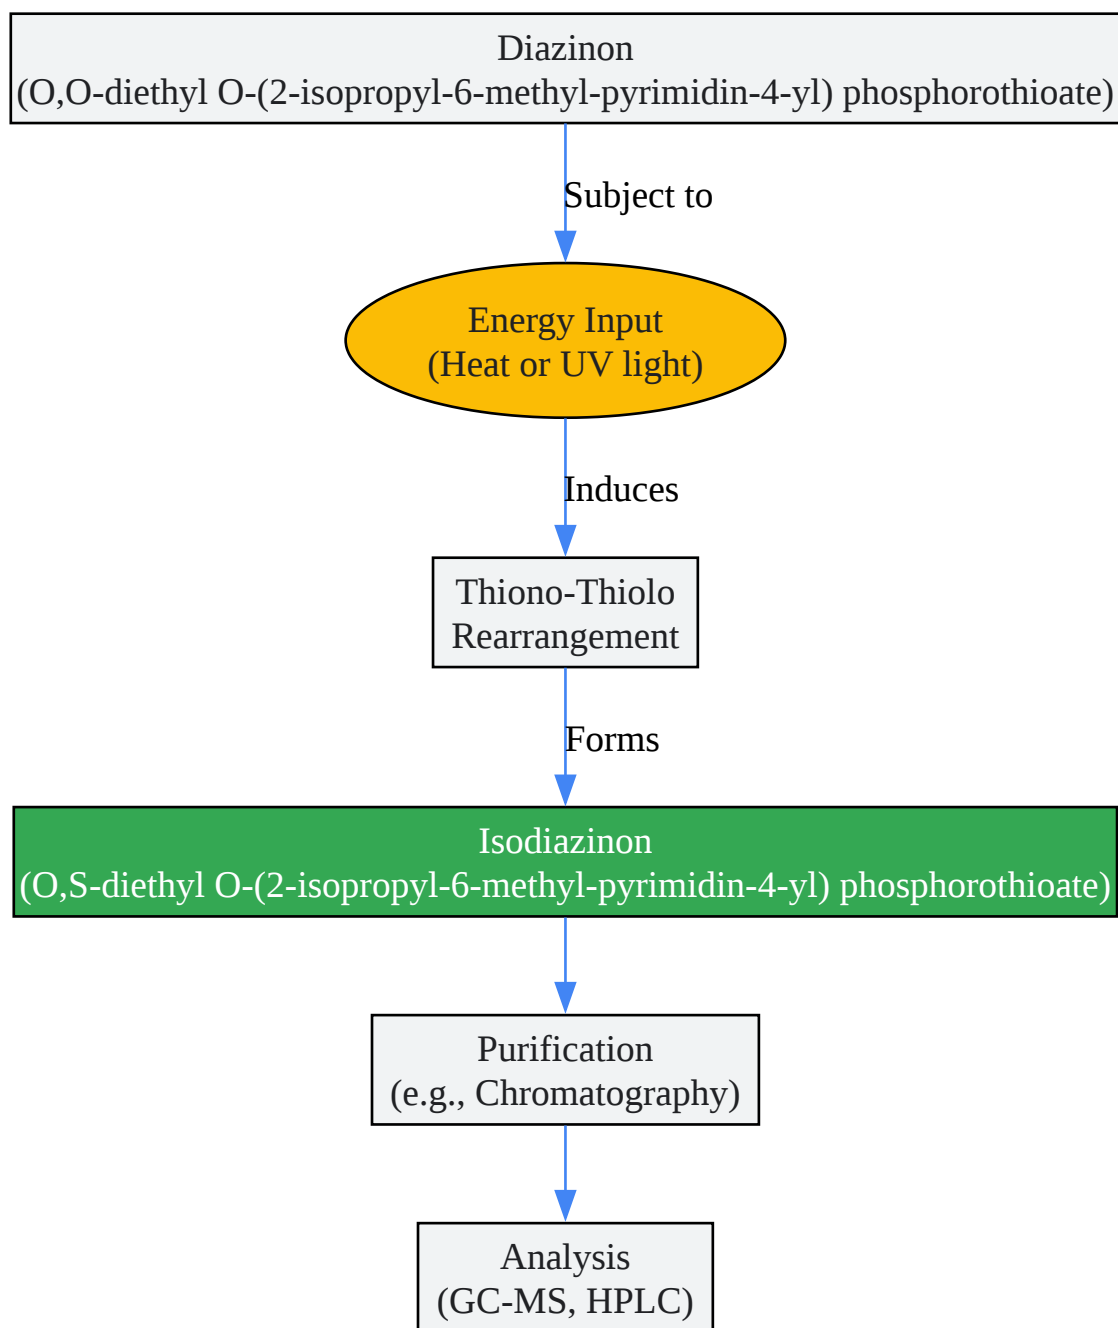 Diazinon
(O,O-diethyl O-(2-isopropyl-6-methyl-pyrimidin-4-yl) phosphorothioate)
Subject to
Energy Input
(Heat or UV light)
Induces
Thiono-Thiolo
Rearrangement
Forms
Isodiazinon
(O,S-diethyl O-(2-isopropyl-6-methyl-pyrimidin-4-yl) phosphorothioate)
Purification
(e.g., Chromatography)
Analysis
(GC-MS, HPLC)